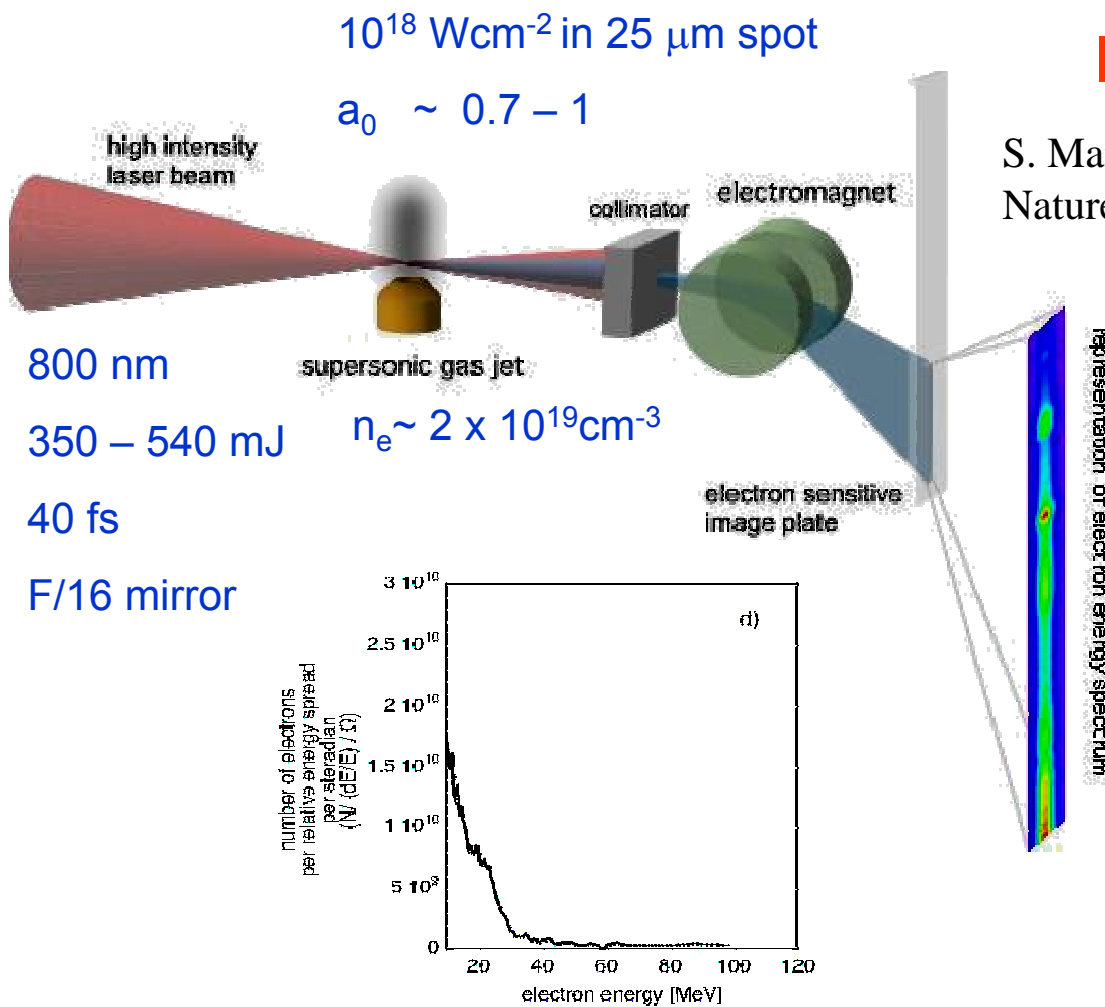 10¹⁸ Wcm⁻² in 25 μm spot
a₀ ~ 0.7 – 1
high intensity
laser beam
S. Ma
Nature
electromagnet
collimator
800 nm
supersonic gas jet
350 – 540 mJ
nₑ~ 2 x 10¹⁹cm⁻³
40 fs
electron sensitive
image plate
F/16 mirror
representation of electron energy spectrum
d)
number of electrons
per relative energy spread
per steradian
(N/ (dE/E) / Ω)
3 10¹⁰
2.5 10¹⁰
2 10¹⁰
1.5 10¹⁰
1 10¹⁰
5 10⁹
0
20 40 60 80 100 120
electron energy [MeV]